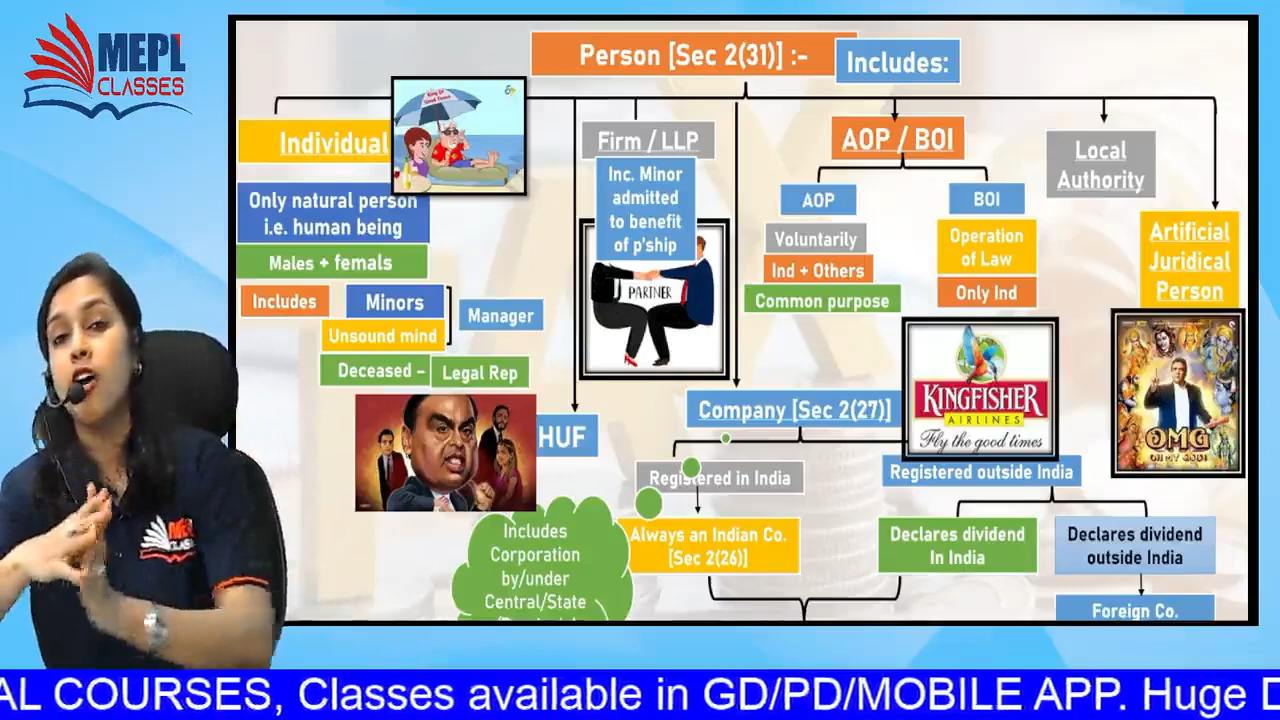 MEPL
CLASSES
Person [Sec 2(31)] :-
Includes:
Individual
Only natural person
i.e. human being
Males + femals
Includes
Minors
Unsound mind
Manager
Deceased –
Legal Rep
HUF
Firm / LLP
Inc. Minor
admitted
to benefit
of p'ship
PARTNER
AOP / BOI
AOP
Voluntarily
Ind + Others
Common purpose
BOI
Operation
of Law
Only Ind
Local
Authority
Artificial
Juridical
Person
OMG
OH MY GOD!
Company [Sec 2(27)]
KINGFISHER
AIRLINES
Fly the good times
Registered in India
Always an Indian Co.
[Sec 2(26)]
Includes
Corporation
by/under
Central/State
Registered outside India
Declares dividend
In India
Declares dividend
outside India
Foreign Co.
MEPL
AL COURSES, Classes available in GD/PD/MOBILE APP. Huge D